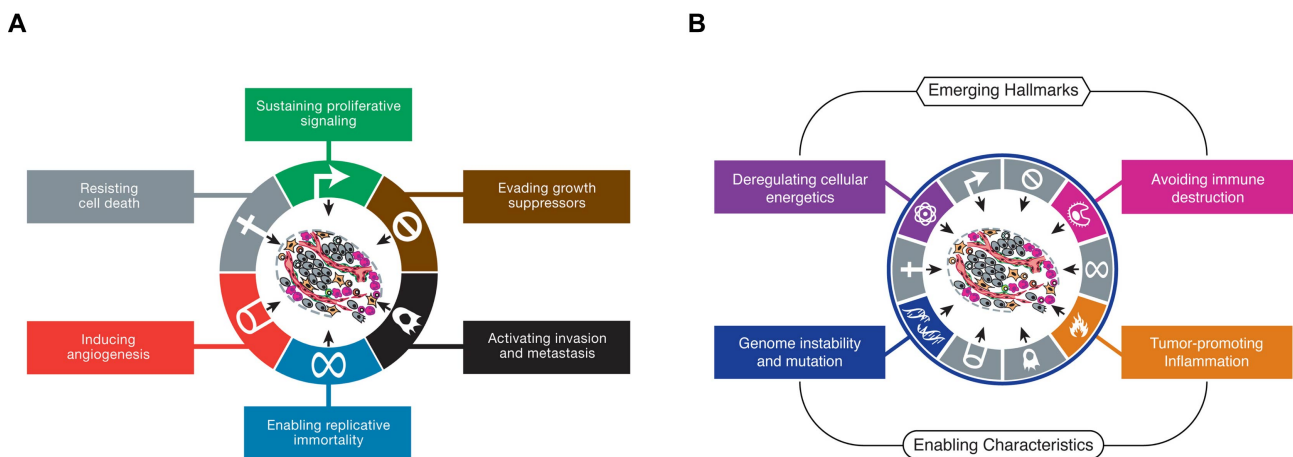 A
Sustaining proliferative
signaling
Resisting
cell death
Evading growth
suppressors
Inducing
angiogenesis
Activating invasion
and metastasis
Enabling replicative
immortality
B
Emerging Hallmarks
Deregulating cellular
energetics
Avoiding immune
destruction
Genome instability
and mutation
Tumor-promoting
Inflammation
Enabling Characteristics